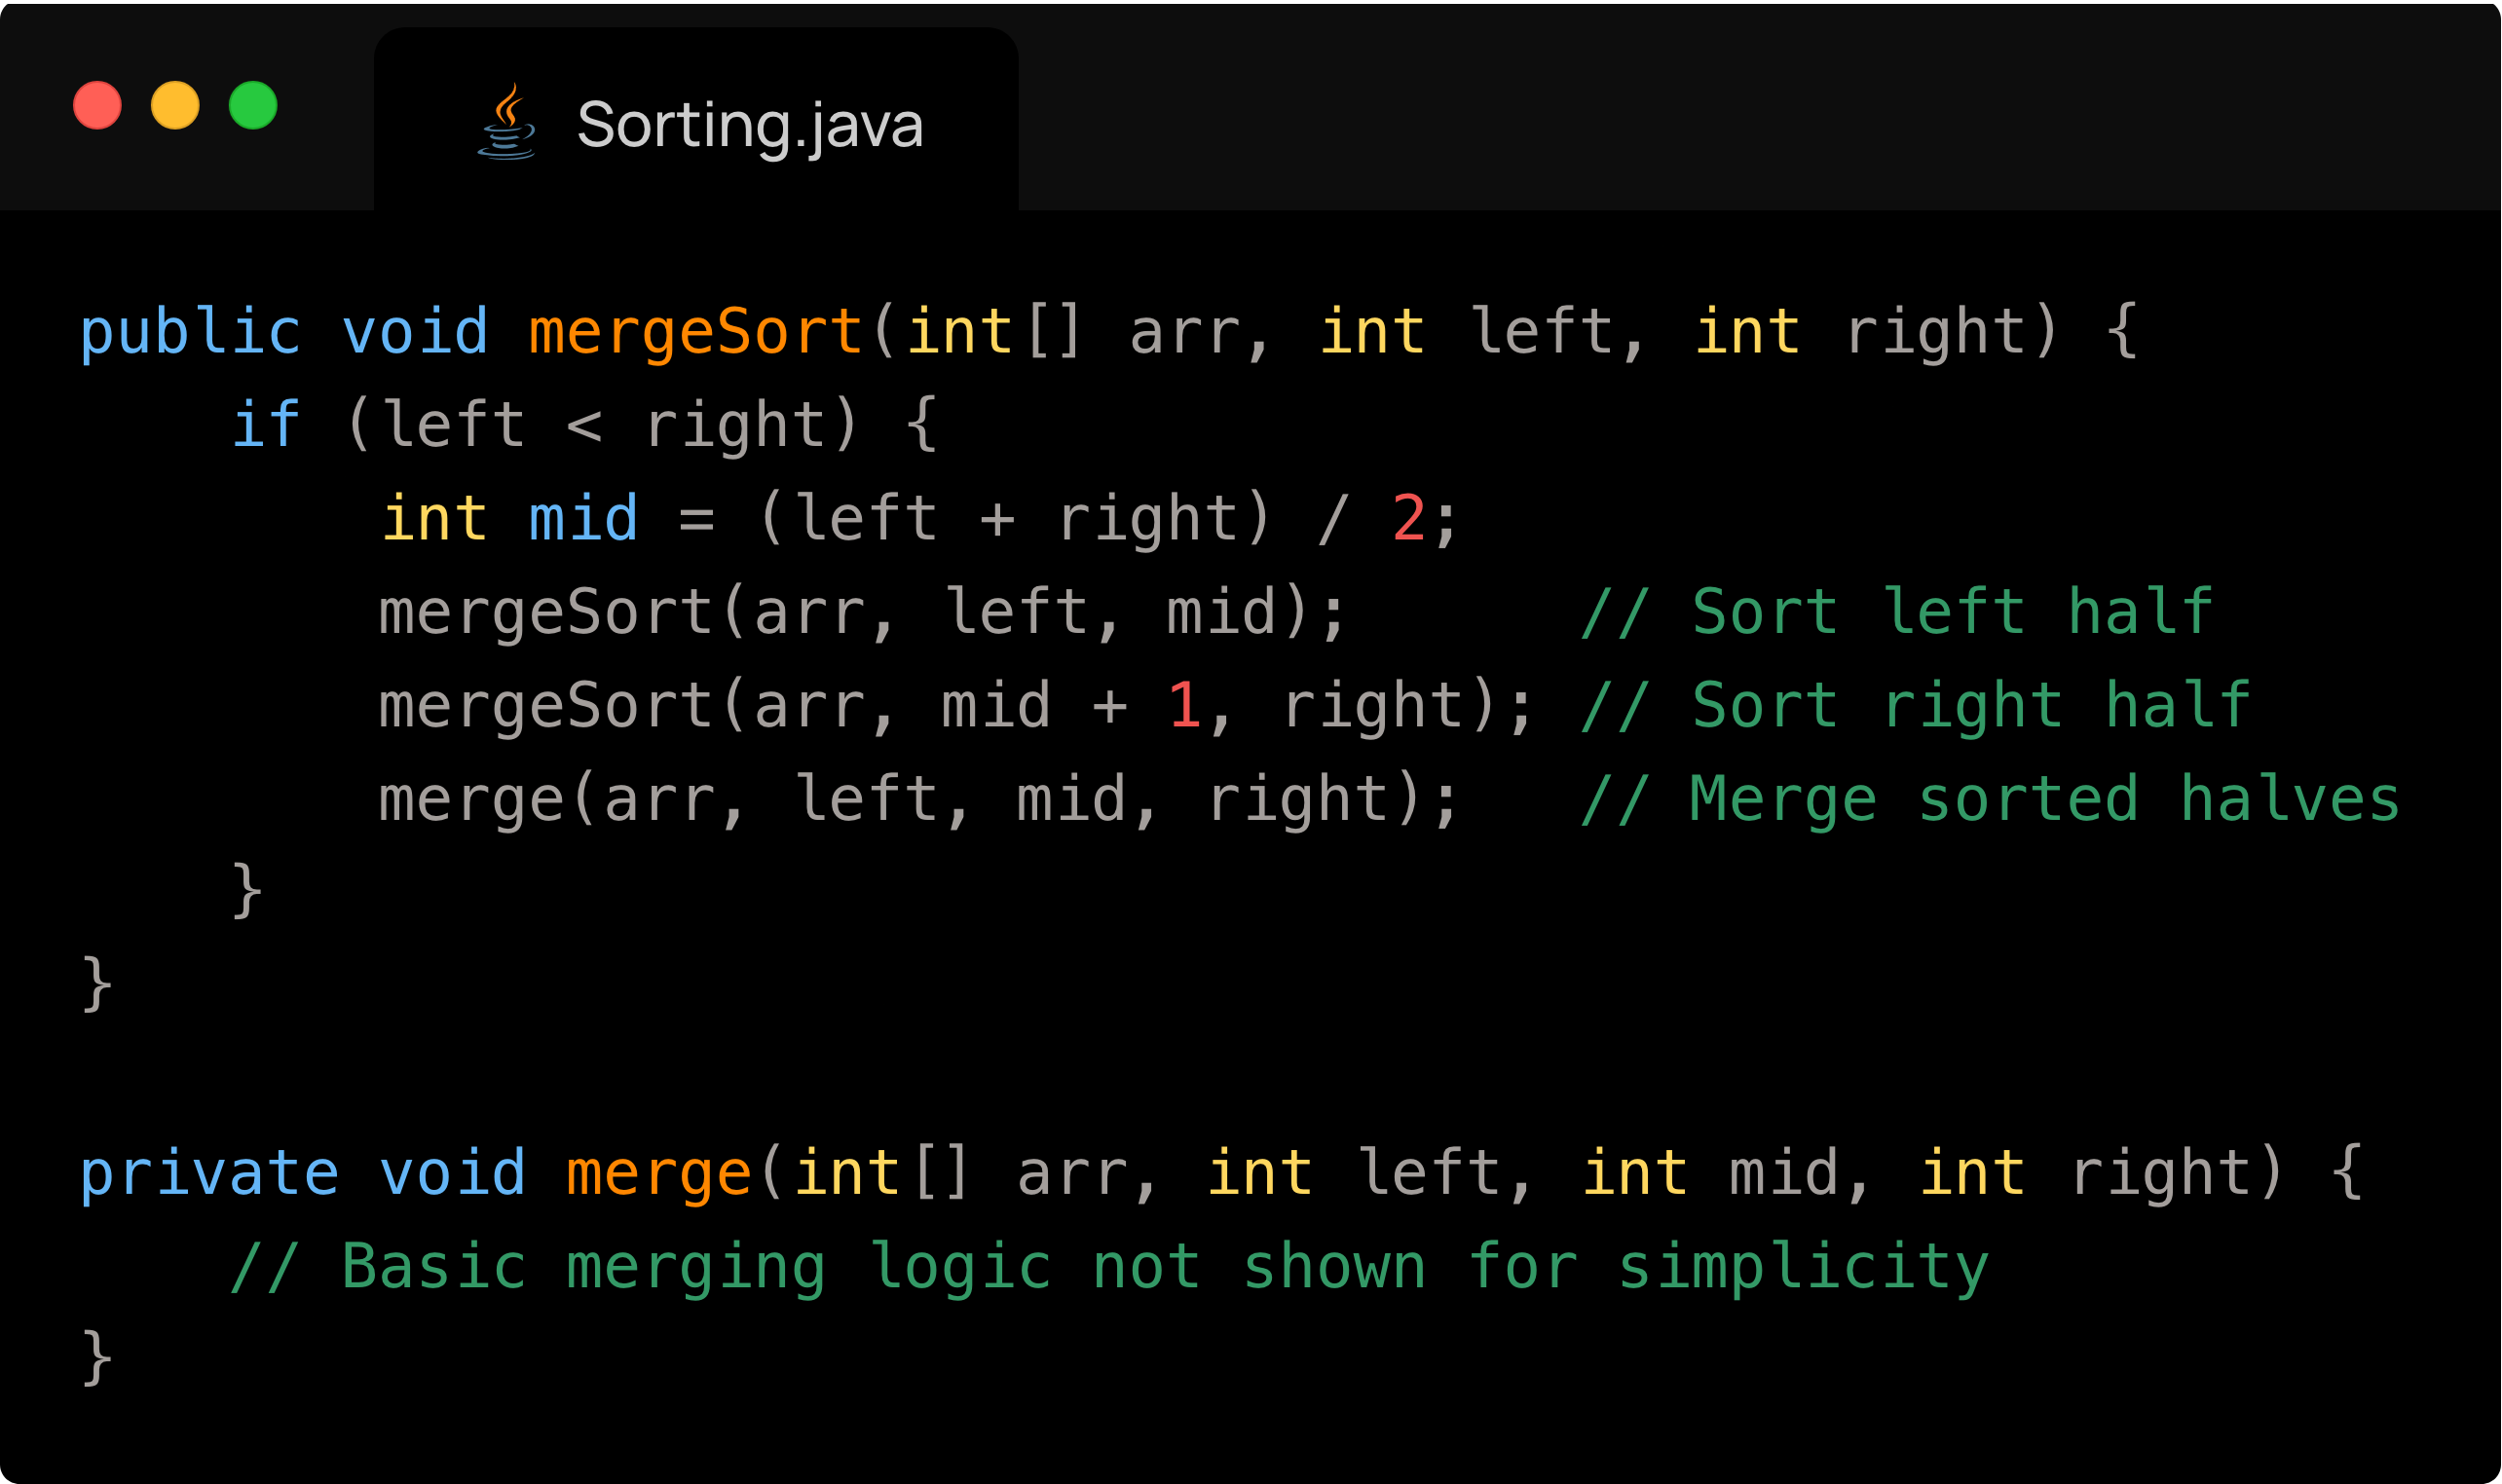 Sorting.java
public void mergeSort(int[] arr, int left, int right) {
    if (left < right) {
        int mid = (left + right) / 2;
        mergeSort(arr, left, mid);      // Sort left half
        mergeSort(arr, mid + 1, right); // Sort right half
        merge(arr, left, mid, right);   // Merge sorted halves
    }
}

private void merge(int[] arr, int left, int mid, int right) {
    // Basic merging logic not shown for simplicity
}